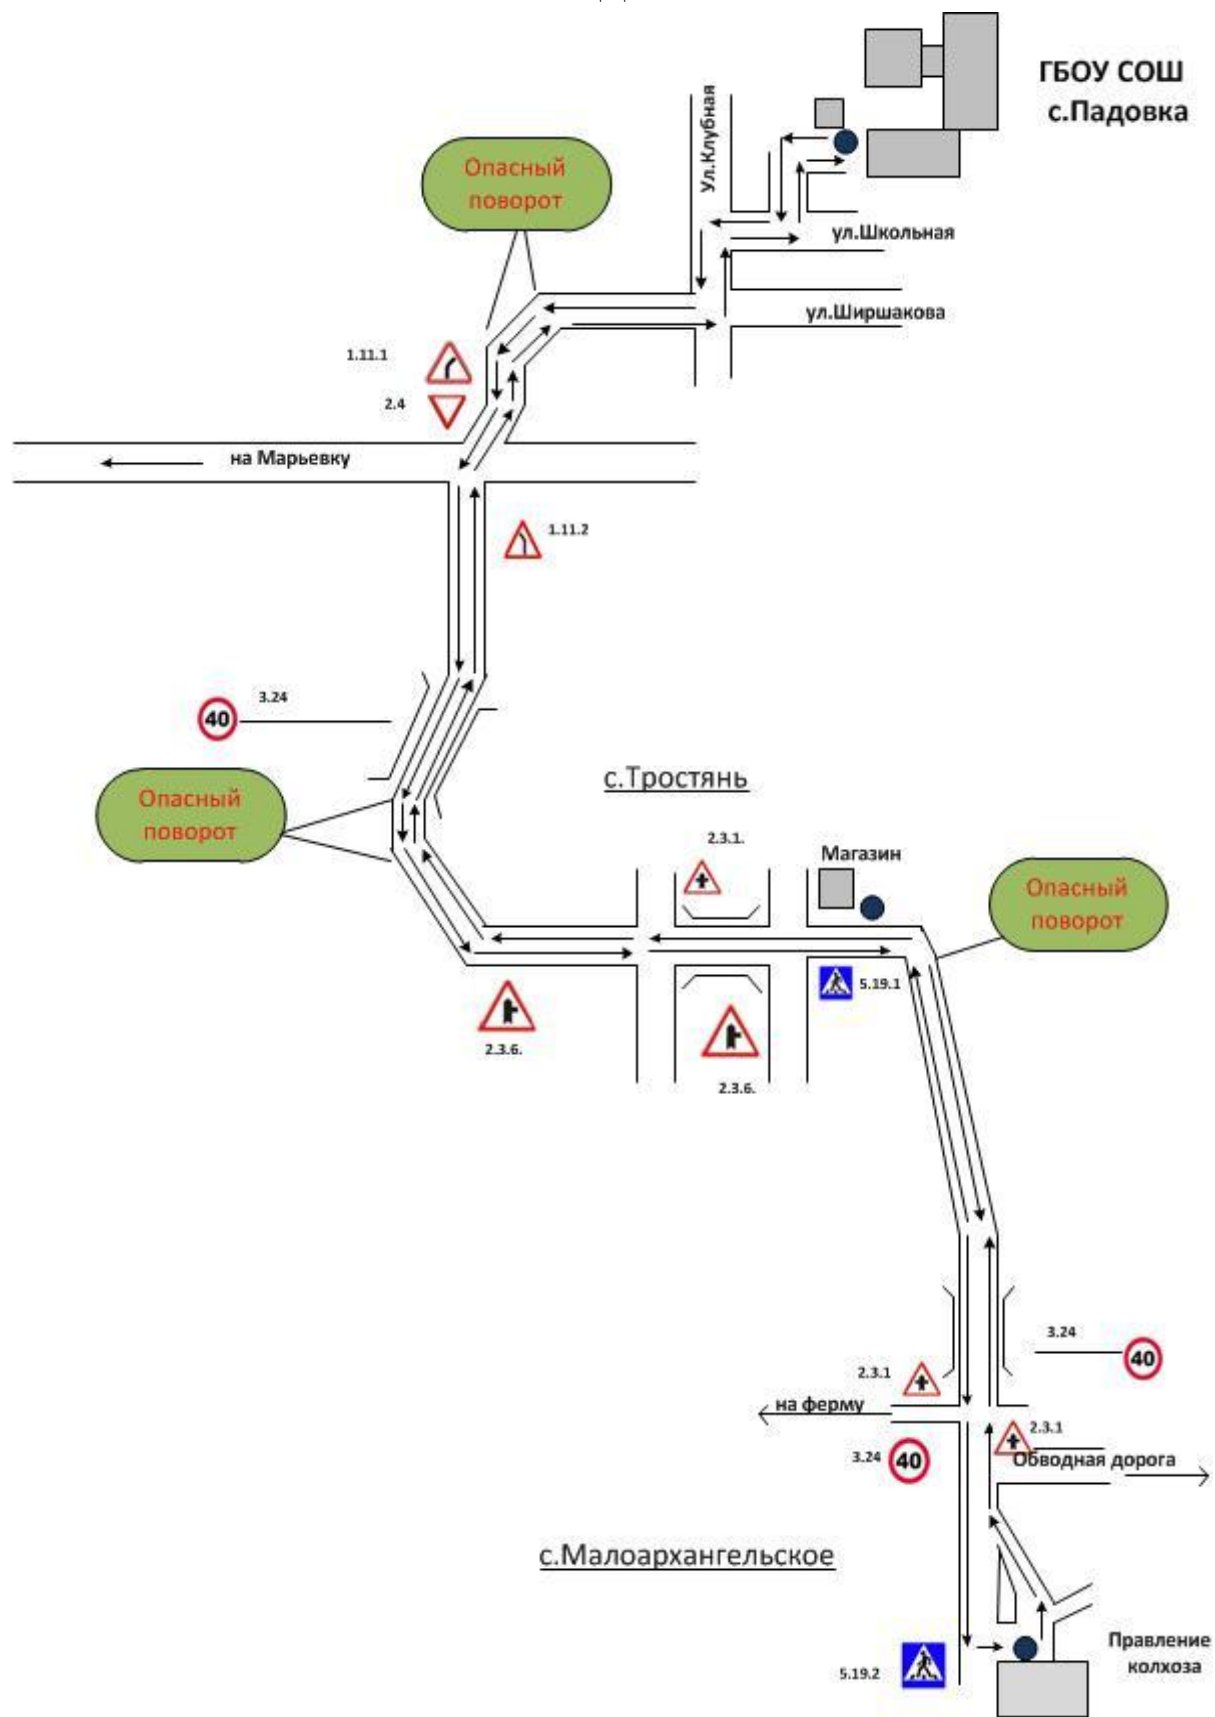 ГБОУ СОШ
с.Падовка
Ул.Клубная
Опасный
поворот
ул.Школьная
ул.Ширшакова
1.11.1
2.4
на Марьевку
1.11.2
3.24
40
с.Тростянь
Опасный
поворот
2.3.1.
Магазин
Опасный
поворот
5.19.1
2.3.6.
2.3.6.
3.24
40
2.3.1
на ферму
2.3.1
3.24
40
Обводная дорога
с.Малоархангельское
Правление
колхоза
5.19.2